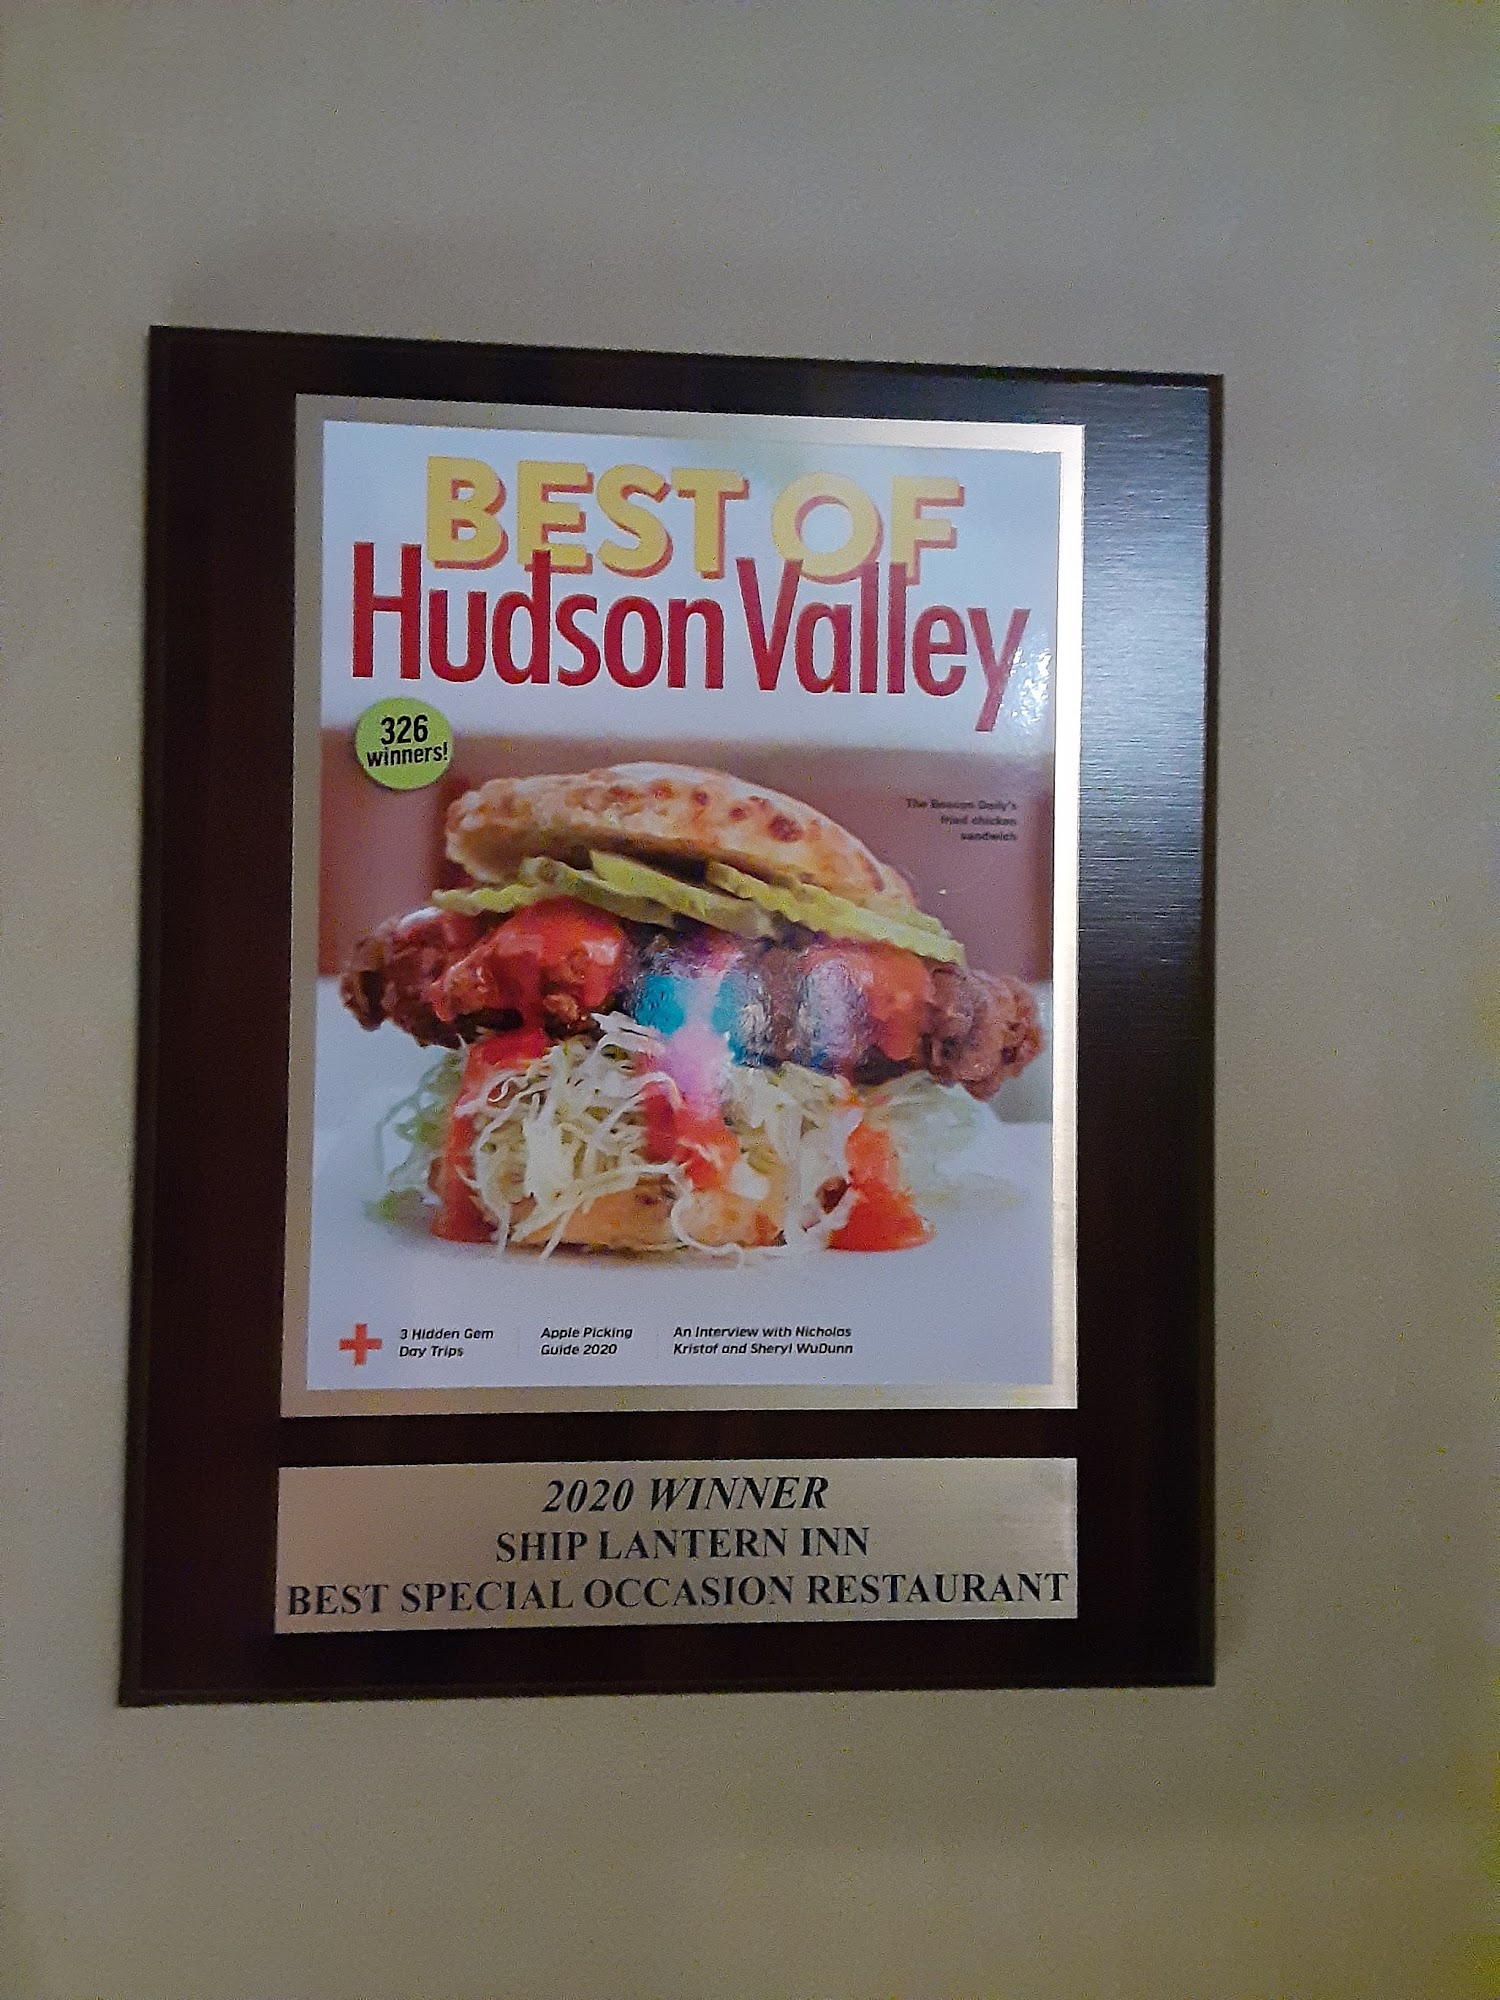 BEST OF
Hudson Valley
326
winners!
The Beacon Daily's
fried chicken
sandwich
3 Hidden Gem
Day Trips
Apple Picking
Guide 2020
An Interview with Nicholas
Kristof and Sheryl WuDunn
2020 WINNER
SHIP LANTERN INN
BEST SPECIAL OCCASION RESTAURANT